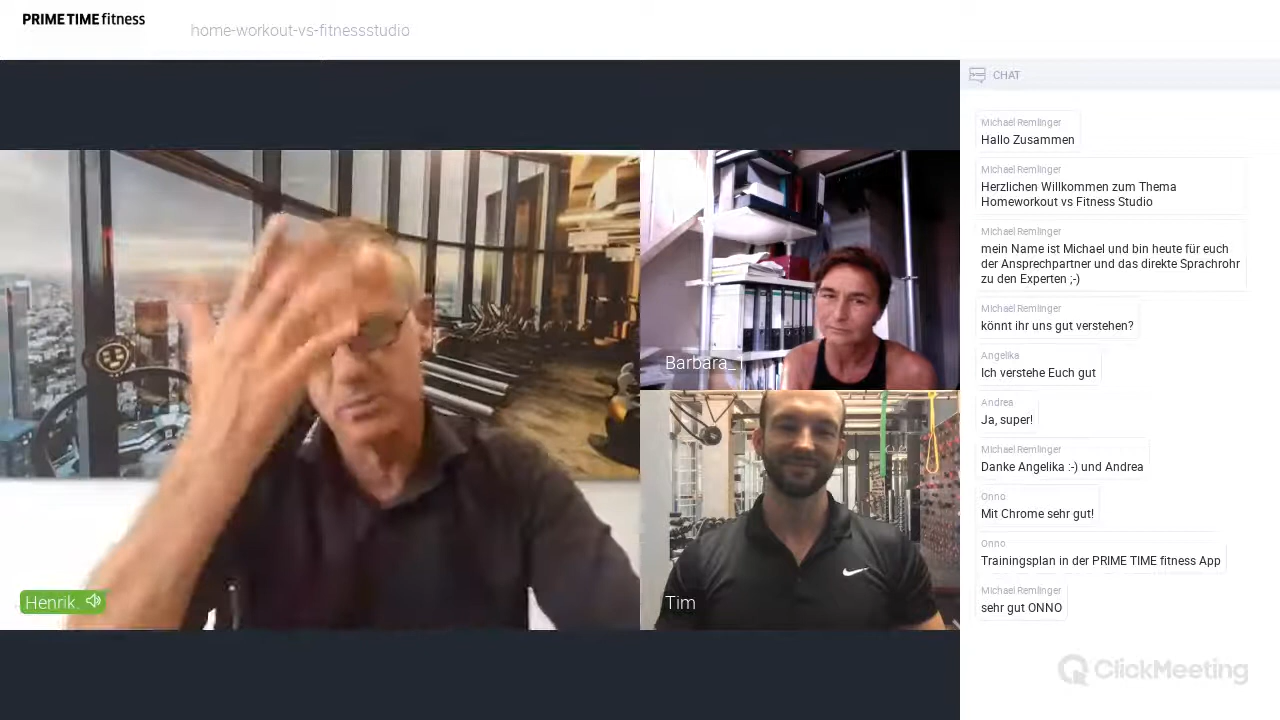 PRIME TIME fitness
home-workout-vs-fitnessstudio
CHAT
Michael Remlinger
Hallo Zusammen
Michael Remlinger
Herzlichen Willkommen zum Thema
Homeworkout vs Fitness Studio
Michael Remlinger
mein Name ist Michael und bin heute für euch
der Ansprechpartner und das direkte Sprachrohr
zu den Experten ;-)
Michael Remlinger
könnt ihr uns gut verstehen?
Angelika
Ich verstehe Euch gut
Andrea
Ja, super!
Michael Remlinger
Danke Angelika :-) und Andrea
Onno
Mit Chrome sehr gut!
Onno
Trainingsplan in der PRIME TIME fitness App
Michael Remlinger
sehr gut ONNO
Barbara_
Henrik.
Tim
ClickMeeting